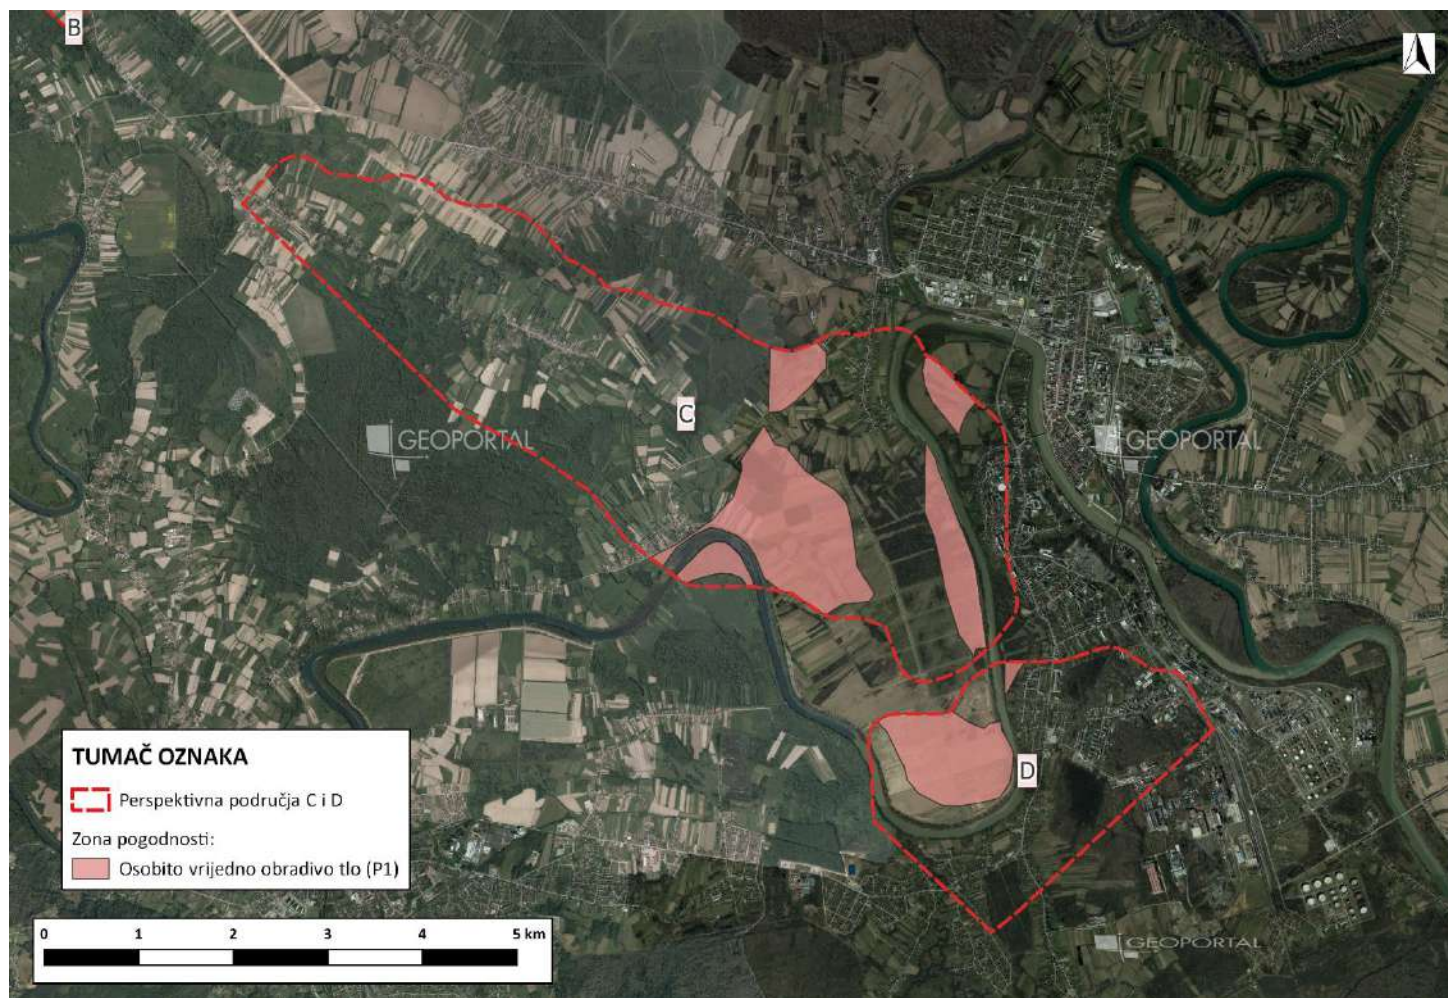 B
C
GEOPORTAL
GEOPORTAL
D
TUMAČ OZNAKA
Perspektivna područja C i D
Zona pogodnosti:
Osobito vrijedno obradivo tlo (P1)
0 1 2 3 4 5 km
GEOPORTAL